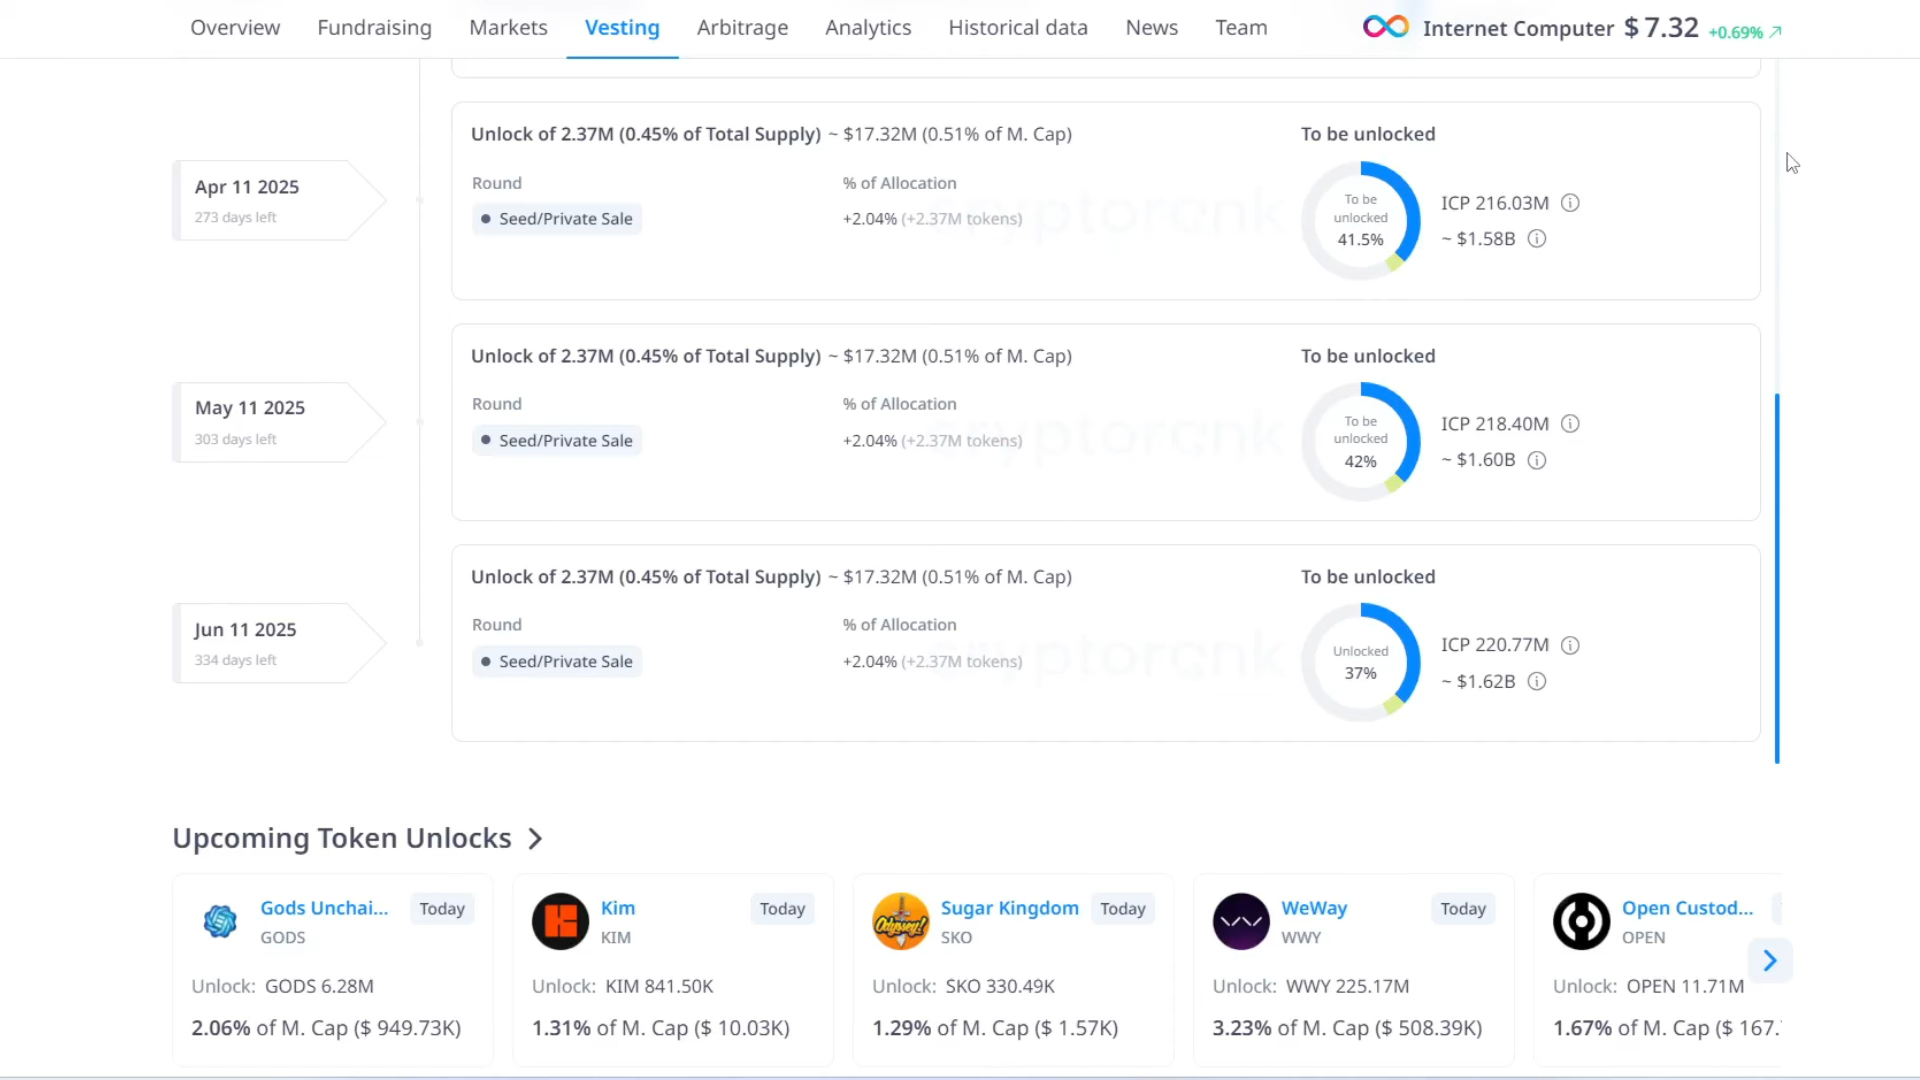 Overview Fundraising Markets Vesting Arbitrage Analytics Historical data News Team Internet Computer $ 7.32 +0.69%
Unlock of 2.37M (0.45% of Total Supply) ~ $17.32M (0.51% of M. Cap) To be unlocked
Apr 11 2025
273 days left
Round % of Allocation
Seed/Private Sale +2.04% (+2.37M tokens)
cryptorank
To be
unlocked
41.5%
ICP 216.03M
~ $1.58B
Unlock of 2.37M (0.45% of Total Supply) ~ $17.32M (0.51% of M. Cap) To be unlocked
May 11 2025
303 days left
Round % of Allocation
Seed/Private Sale +2.04% (+2.37M tokens)
cryptorank
To be
unlocked
42%
ICP 218.40M
~ $1.60B
Unlock of 2.37M (0.45% of Total Supply) ~ $17.32M (0.51% of M. Cap) To be unlocked
Jun 11 2025
334 days left
Round % of Allocation
Seed/Private Sale +2.04% (+2.37M tokens)
cryptorank
Unlocked
37%
ICP 220.77M
~ $1.62B
Upcoming Token Unlocks
Gods Unchai... Today
GODS
Unlock: GODS 6.28M
2.06% of M. Cap ($ 949.73K)
Kim Today
KIM
Unlock: KIM 841.50K
1.31% of M. Cap ($ 10.03K)
Odyssey!
Sugar Kingdom Today
SKO
Unlock: SKO 330.49K
1.29% of M. Cap ($ 1.57K)
WeWay Today
WWY
Unlock: WWY 225.17M
3.23% of M. Cap ($ 508.39K)
Open Custod...
OPEN
Unlock: OPEN 11.71M
1.67% of M. Cap ($ 167.